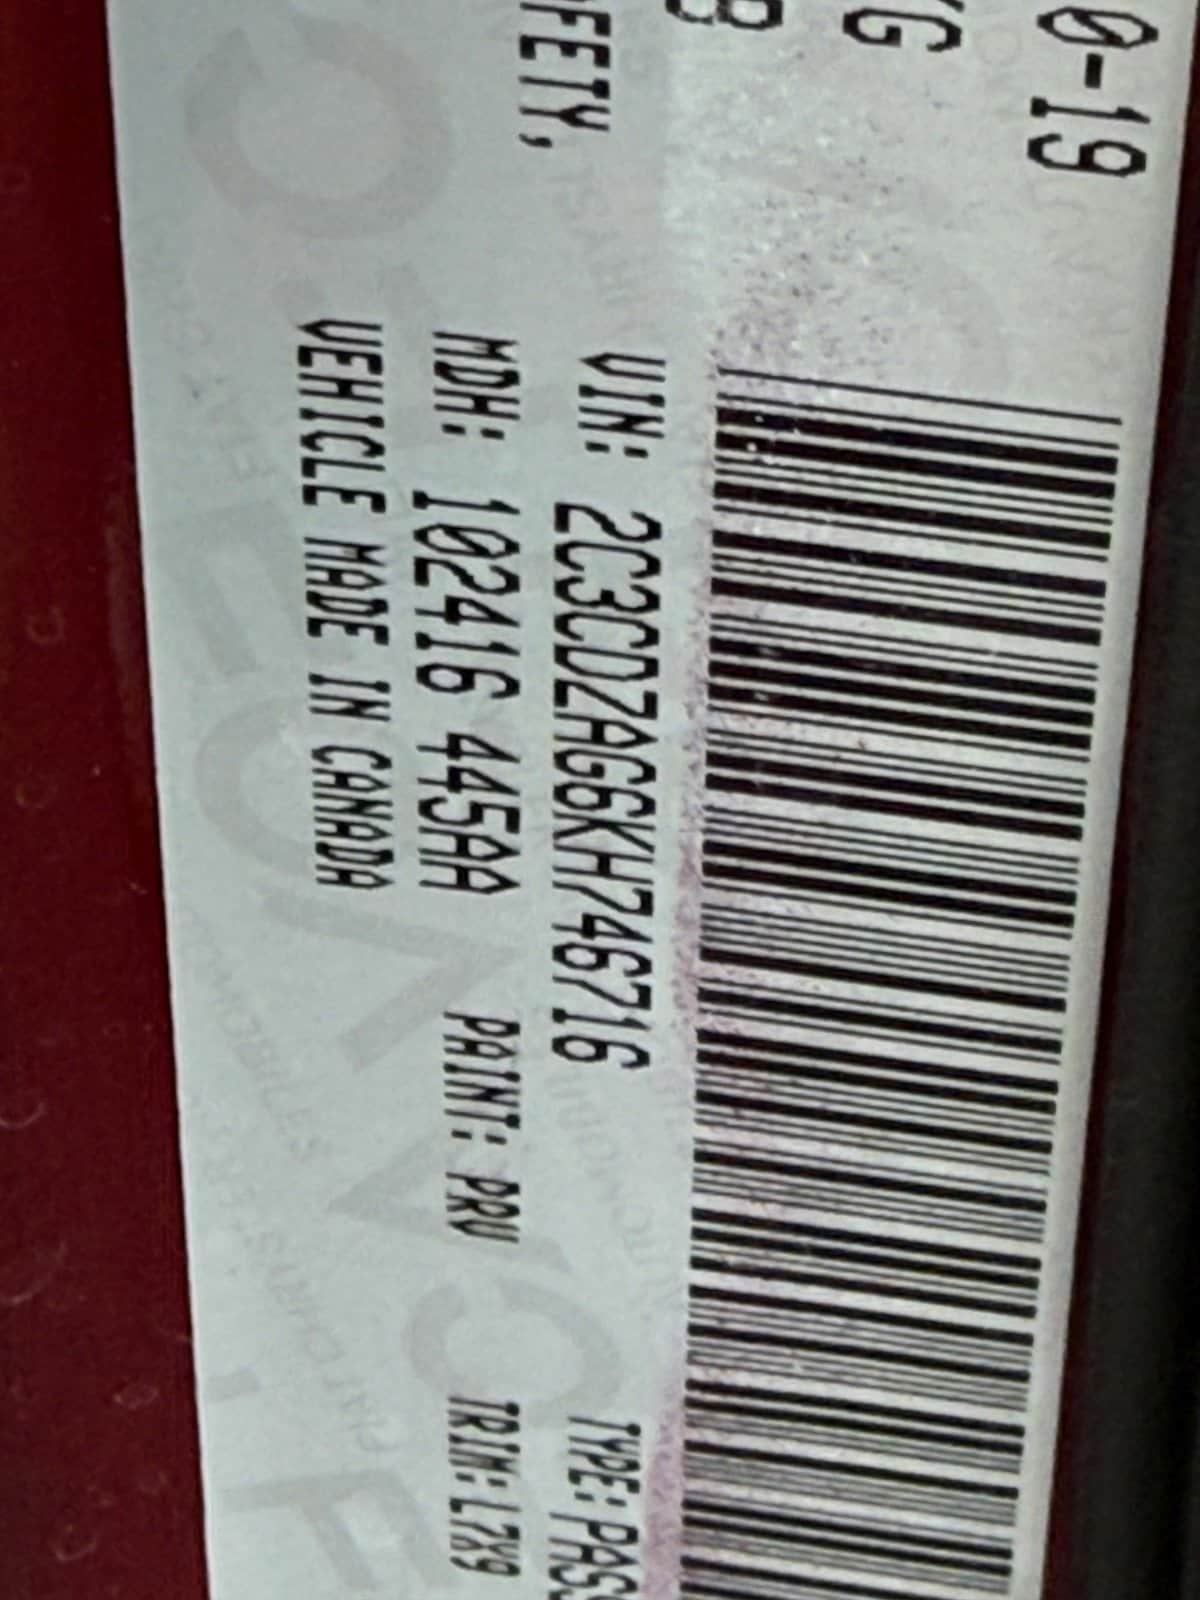 0-19
FETY,
VIN: 2C3CDZAG6KH746716 TYPE: PAS
MDH: 102416 445AA PAINT: PRV TRIM: L7X9
VEHICLE MADE IN CANADA